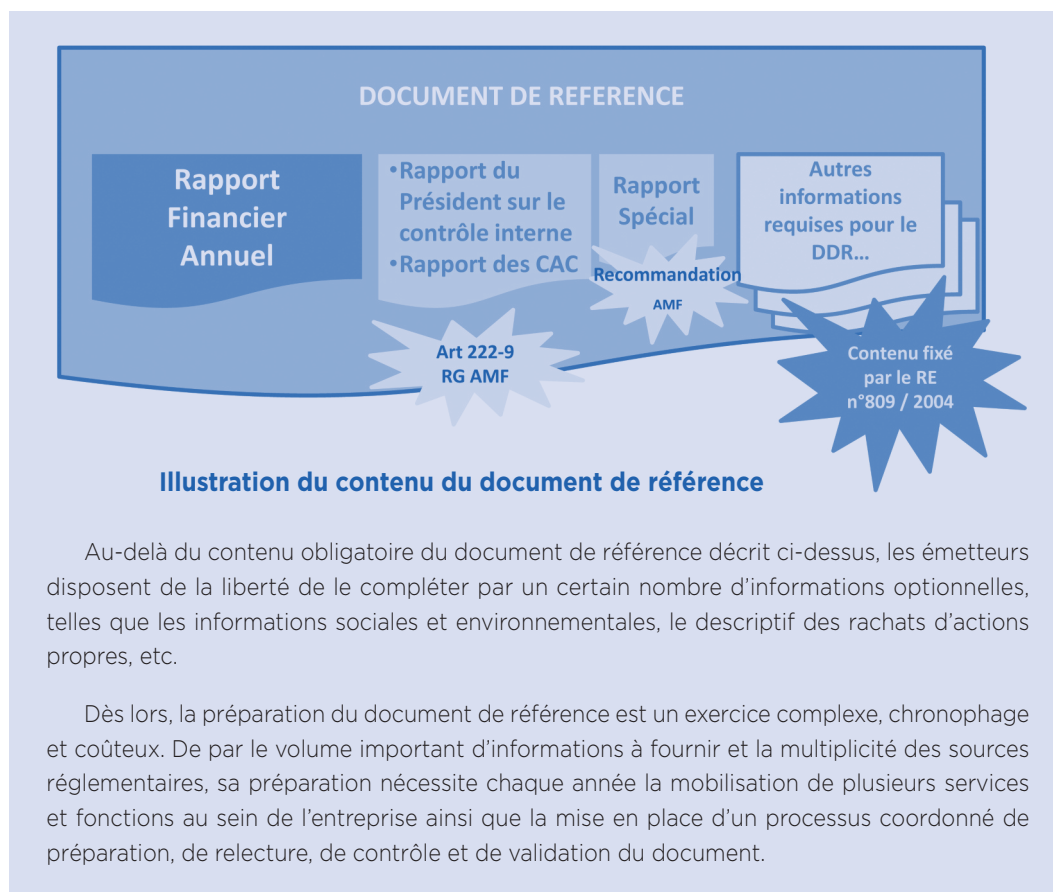 DOCUMENT DE REFERENCE
Rapport
Financier
Annuel
•Rapport du
Président sur le
contrôle interne
•Rapport des CAC
Rapport
Spécial
Recommandation
AMF
Autres
informations
requises pour le
DDR...
Art 222-9
RG AMF
Contenu fixé
par le RE
n°809 / 2004
Illustration du contenu du document de référence
Au-delà du contenu obligatoire du document de référence décrit ci-dessus, les émetteurs
disposent de la liberté de le compléter par un certain nombre d’informations optionnelles,
telles que les informations sociales et environnementales, le descriptif des rachats d’actions
propres, etc.
Dès lors, la préparation du document de référence est un exercice complexe, chronophage
et coûteux. De par le volume important d’informations à fournir et la multiplicité des sources
réglementaires, sa préparation nécessite chaque année la mobilisation de plusieurs services
et fonctions au sein de l’entreprise ainsi que la mise en place d’un processus coordonné de
préparation, de relecture, de contrôle et de validation du document.